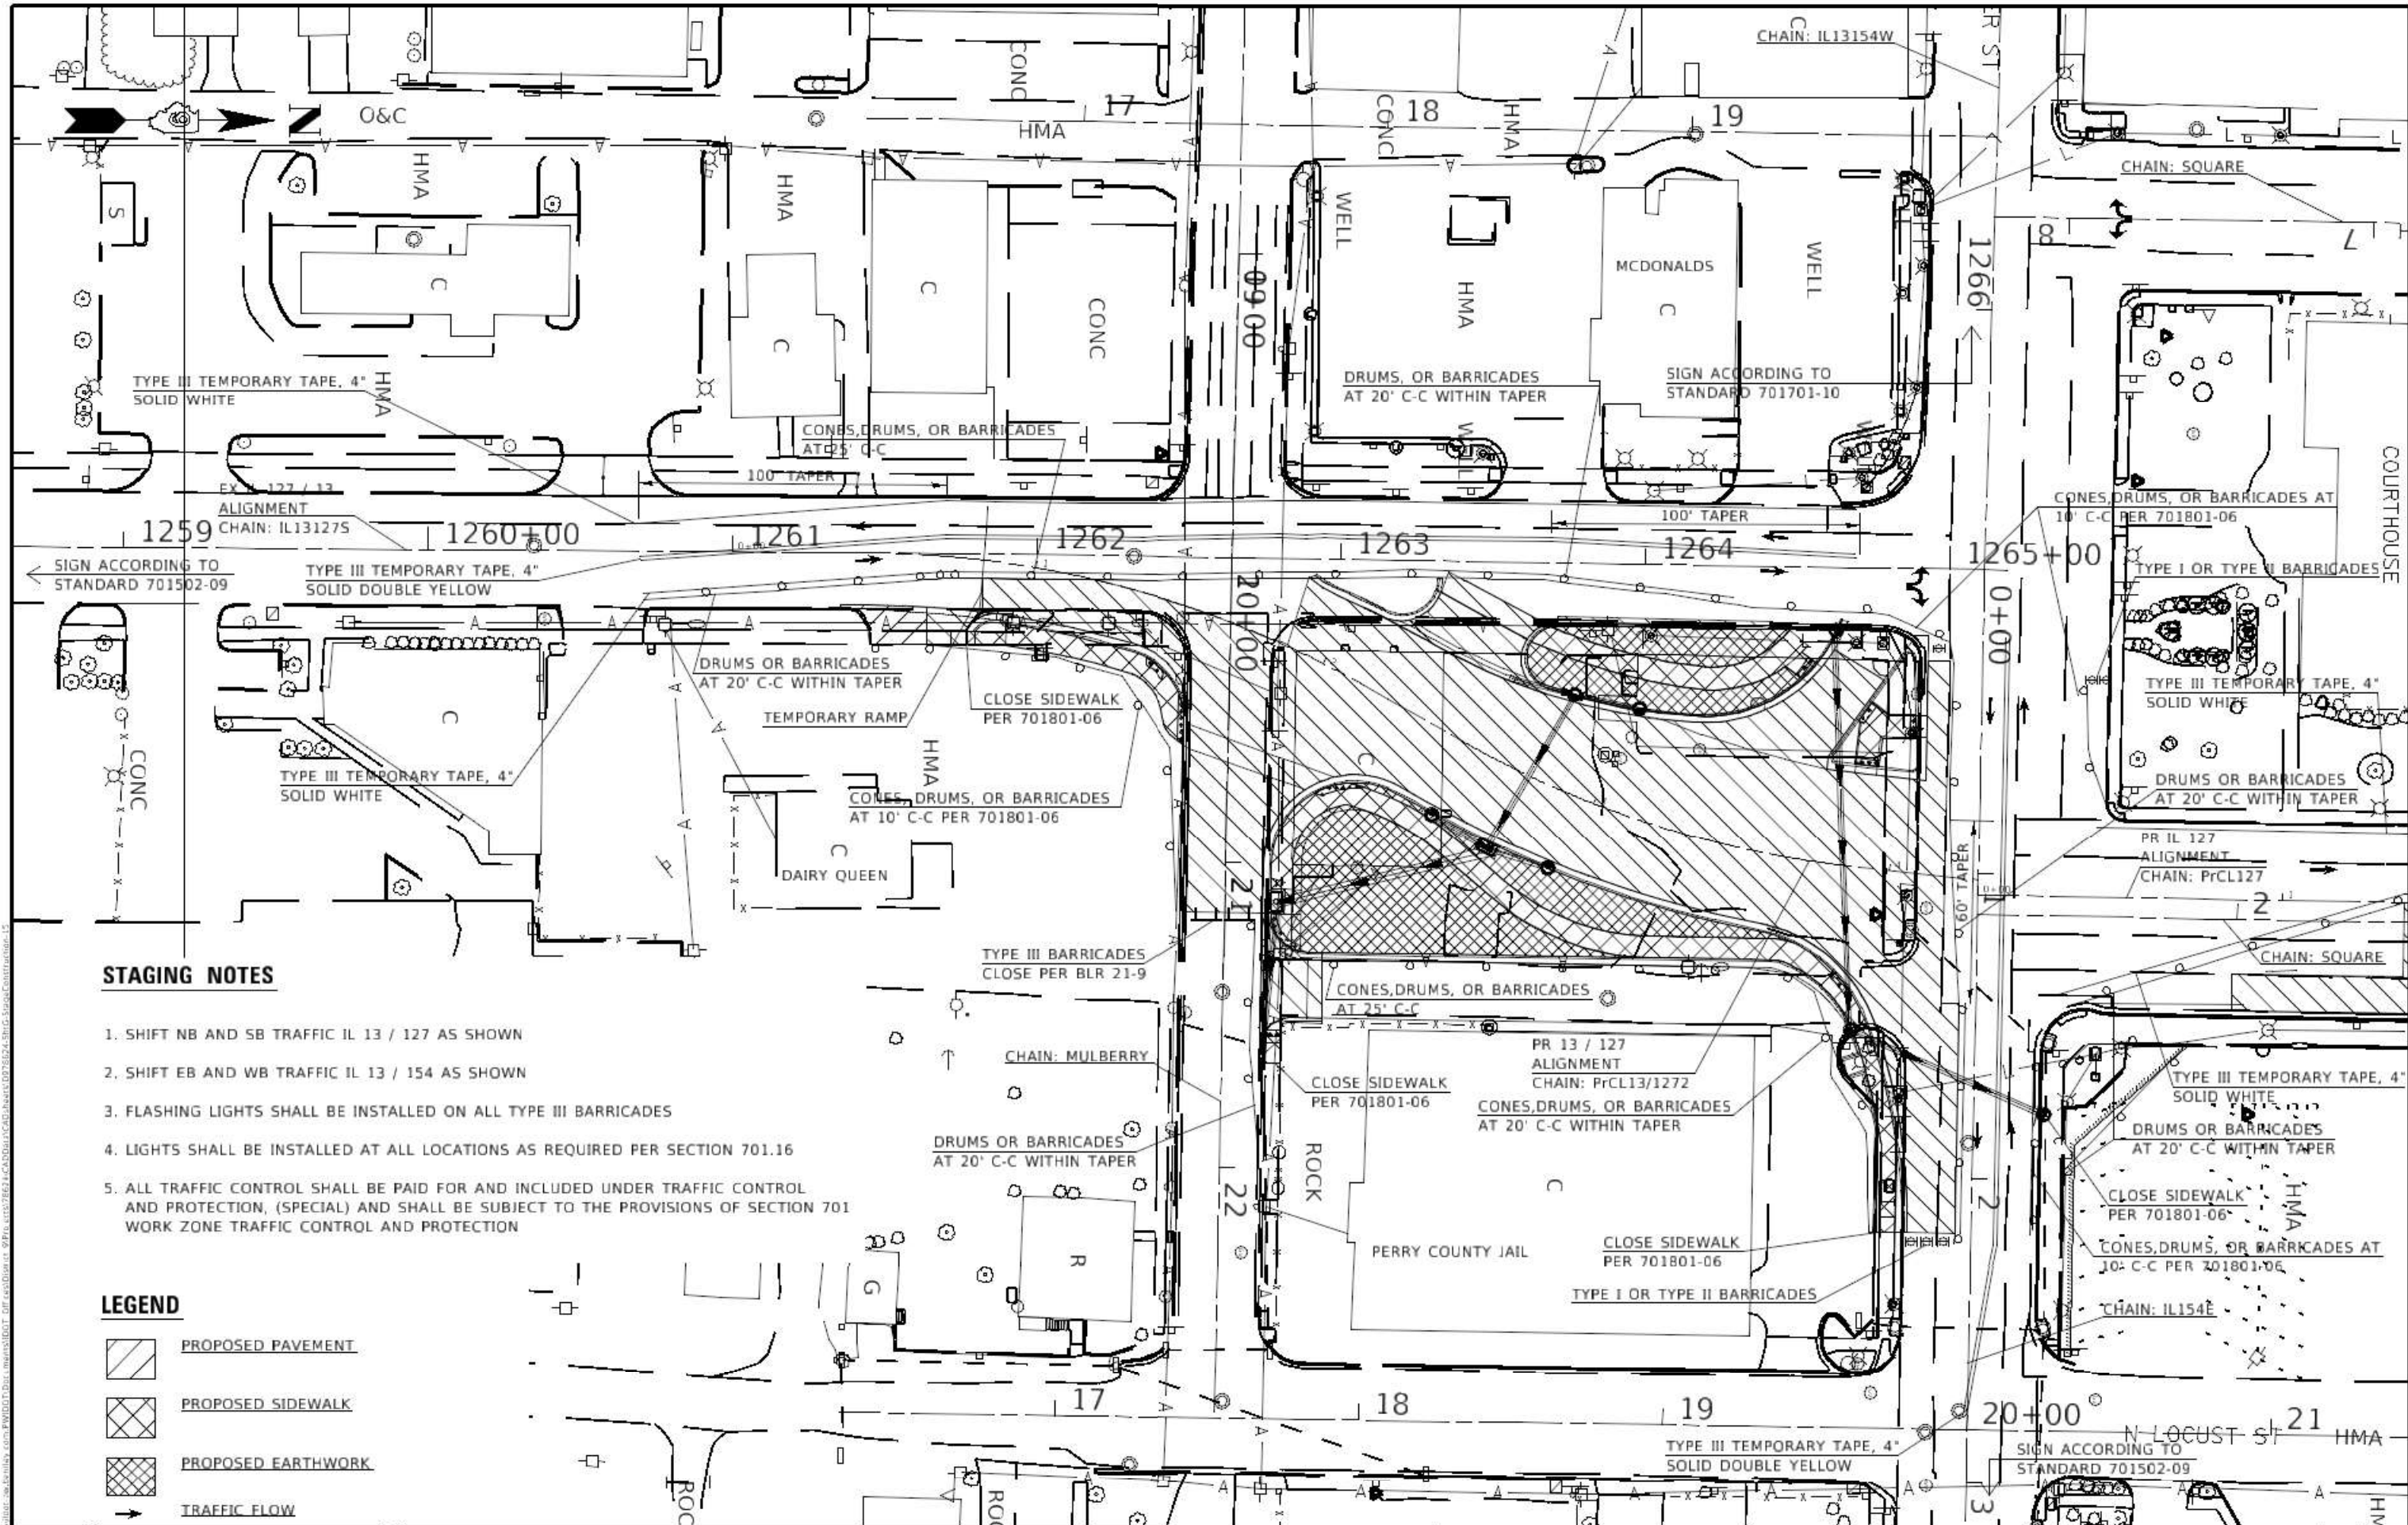 CHAIN: IL13154W
ER ST
CONC
17
HMA
CONC
18
HMA
19
N
O&C
CHAIN: SQUARE
HMA
HMA
S
C
C
C
CONC
WELL
HMA
MCDONALDS
C
WELL
09+00
1266
8
7
COURTHOUSE
TYPE III TEMPORARY TAPE, 4"
SOLID WHITE
HMA
DRUMS, OR BARRICADES
AT 20' C-C WITHIN TAPER
SIGN ACCORDING TO
STANDARD 701701-10
CONES,DRUMS, OR BARRICADES
AT 25' C-C
100' TAPER
EX IL 127 / 13
ALIGNMENT
CHAIN: IL13127S
CONES,DRUMS, OR BARRICADES AT
10' C-C PER 701801-06
100' TAPER
1259
1260+00
1261
1262
1263
1264
1265+00
SIGN ACCORDING TO
STANDARD 701502-09
TYPE III TEMPORARY TAPE, 4"
SOLID DOUBLE YELLOW
TYPE I OR TYPE II BARRICADES
20+00
0+00
DRUMS OR BARRICADES
AT 20' C-C WITHIN TAPER
CLOSE SIDEWALK
PER 701801-06
TEMPORARY RAMP
TYPE III TEMPORARY TAPE, 4"
SOLID WHITE
C
CONC
HMA
C
TYPE III TEMPORARY TAPE, 4"
SOLID WHITE
CONES, DRUMS, OR BARRICADES
AT 10' C-C PER 701801-06
DRUMS OR BARRICADES
AT 20' C-C WITHIN TAPER
PR IL 127
ALIGNMENT
CHAIN: PrCL127
60' TAPER
C
DAIRY QUEEN
21
1
2
TYPE III BARRICADES
CLOSE PER BLR 21-9
CHAIN: SQUARE
STAGING NOTES
CONES,DRUMS, OR BARRICADES
AT 25' C-C
1. SHIFT NB AND SB TRAFFIC IL 13 / 127 AS SHOWN
2. SHIFT EB AND WB TRAFFIC IL 13 / 154 AS SHOWN
3. FLASHING LIGHTS SHALL BE INSTALLED ON ALL TYPE III BARRICADES
4. LIGHTS SHALL BE INSTALLED AT ALL LOCATIONS AS REQUIRED PER SECTION 701.16
5. ALL TRAFFIC CONTROL SHALL BE PAID FOR AND INCLUDED UNDER TRAFFIC CONTROL
AND PROTECTION, (SPECIAL) AND SHALL BE SUBJECT TO THE PROVISIONS OF SECTION 701
WORK ZONE TRAFFIC CONTROL AND PROTECTION
CHAIN: MULBERRY
PR 13 / 127
ALIGNMENT
CHAIN: PrCL13/1272
CLOSE SIDEWALK
PER 701801-06
CONES,DRUMS, OR BARRICADES
AT 20' C-C WITHIN TAPER
TYPE III TEMPORARY TAPE, 4"
SOLID WHITE
DRUMS OR BARRICADES
AT 20' C-C WITHIN TAPER
DRUMS OR BARRICADES
AT 20' C-C WITHIN TAPER
ROCK
C
22
2
CLOSE SIDEWALK
PER 701801-06
HMA
R
G
PERRY COUNTY JAIL
CLOSE SIDEWALK
PER 701801-06
CONES,DRUMS, OR BARRICADES AT
10' C-C PER 701801-06
TYPE I OR TYPE II BARRICADES
CHAIN: IL154E
LEGEND
PROPOSED PAVEMENT
PROPOSED SIDEWALK
PROPOSED EARTHWORK
TRAFFIC FLOW
17
18
19
20+00
21
N LOCUST ST
HMA
TYPE III TEMPORARY TAPE, 4"
SOLID DOUBLE YELLOW
SIGN ACCORDING TO
STANDARD 701502-09
3